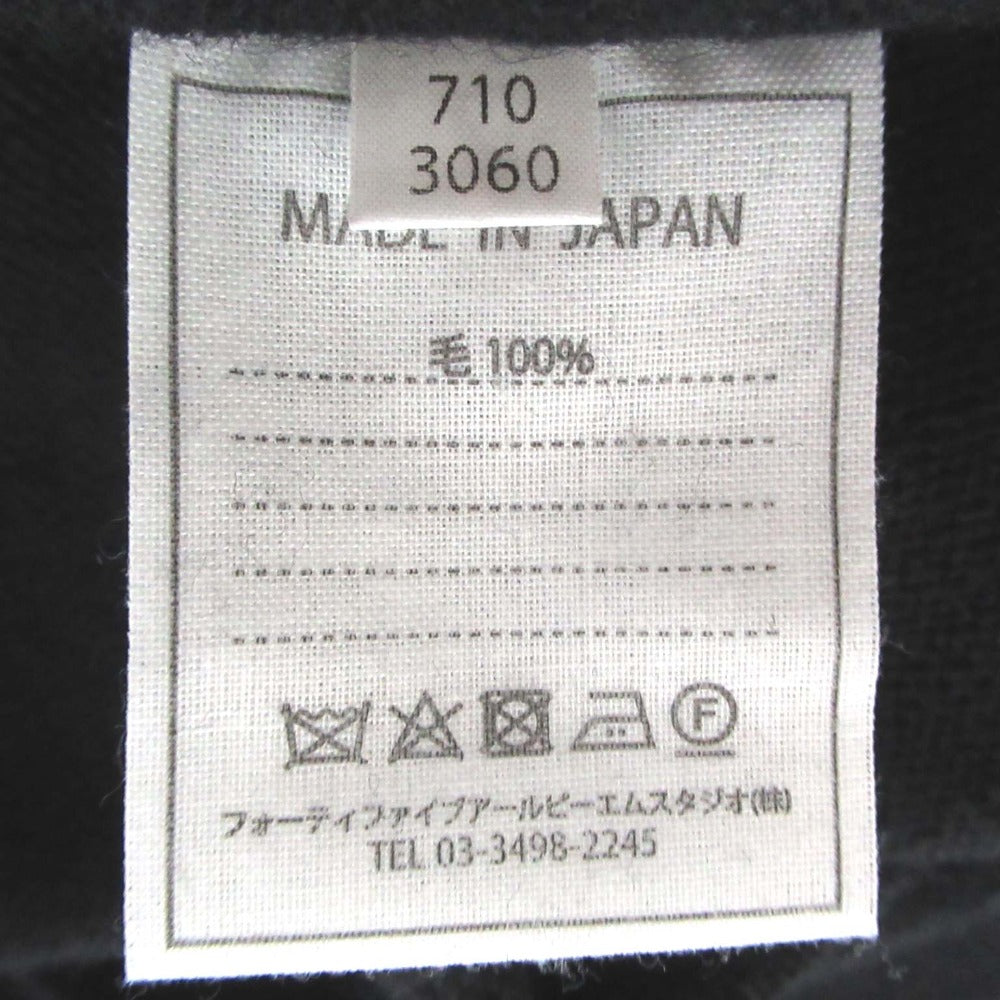 710
3060
MADE IN JAPAN
毛 100%
F
フォーティファイブアールピーエムスタジオ(株)
TEL 03-3498-2245